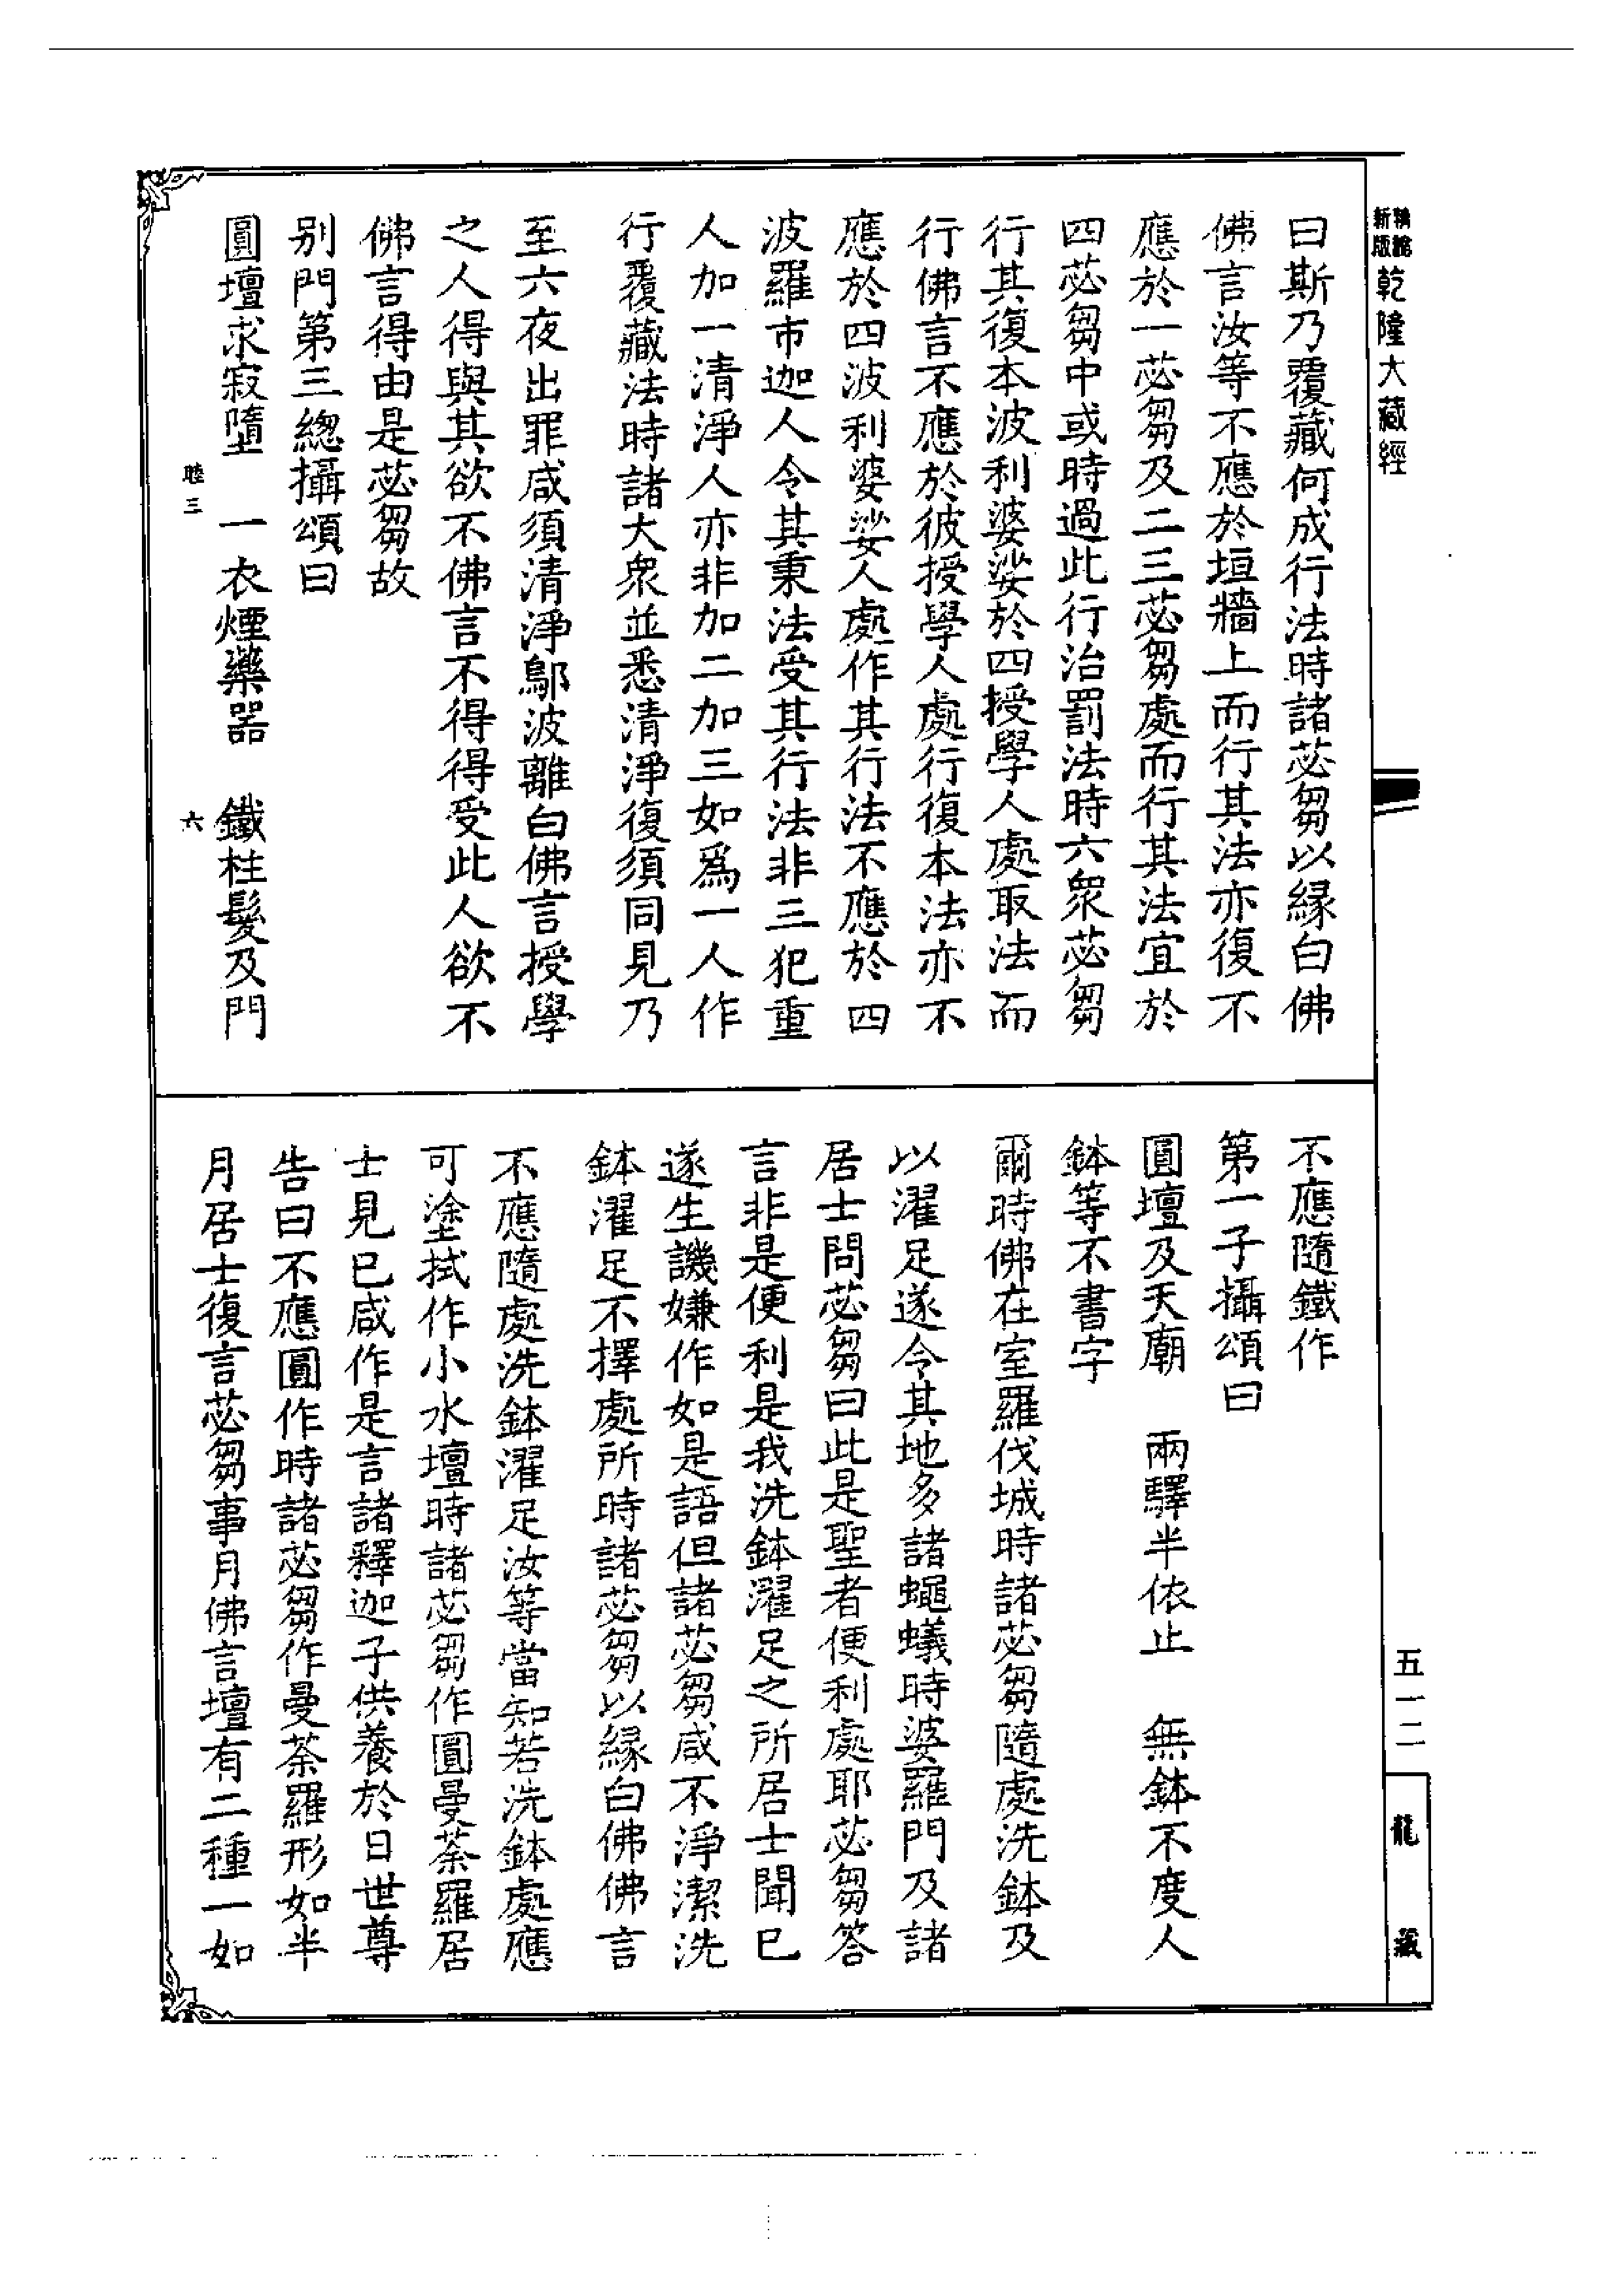 新版
精縮
乾隆大藏經
曰斯乃覆藏何成行法時諸苾芻以緣白佛
佛言汝等不應於垣牆上而行其法亦復不
應於一苾芻及二三苾芻處而行其法宜於
四苾芻中或時過此行治罰法時六衆苾芻
行其復本波利婆娑於四授學人處取法而
行佛言不應於彼授學人處行復本法亦不
應於四波利婆娑人處作其行法不應於四
波羅市迦人令其秉法受其行法非三犯重
人加一清淨人亦非加二加三如爲一人作
行覆藏法時諸大衆並悉清淨復須同見乃
至六夜出罪咸須清淨鄔波離白佛言授學
之人得與其欲不佛言不得得受此人欲不
佛言得由是苾芻故
別門第三總攝頌曰
圓壇求寂墮　一衣煙藥器　鐵柱髮及門
睦三　六
不應隨鐵作
第一子攝頌曰
圓壇及天廟　兩驛半依止　無鉢不度人
鉢等不書字
爾時佛在室羅伐城時諸苾芻隨處洗鉢及
以濯足遂令其地多諸蠅蟻時婆羅門及諸
居士問苾芻曰此是聖者便利處耶苾芻答
言非是便利是我洗鉢濯足之所居士聞已
遂生譏嫌作如是語但諸苾芻咸不淨潔洗
鉢濯足不擇處所時諸苾芻以緣白佛佛言
不應隨處洗鉢濯足汝等當知若洗鉢處應
可塗拭作小水壇時諸苾芻作圓曼荼羅居
士見已咸作是言諸釋迦子供養於日世尊
告曰不應圓作時諸苾芻作曼荼羅形如半
月居士復言苾芻事月佛言壇有二種一如
五一二
龍藏